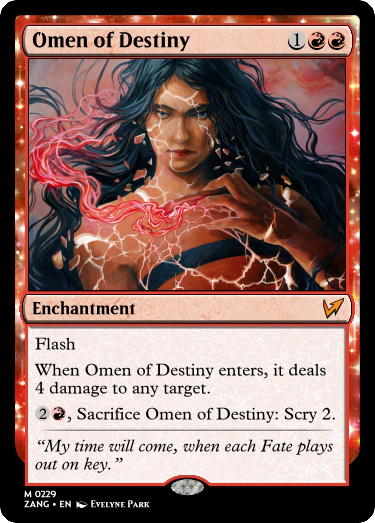 Omen of Destiny 1RR
Enchantment
Flash
When Omen of Destiny enters, it deals
4 damage to any target.
2R, Sacrifice Omen of Destiny: Scry 2.
“My time will come, when each Fate plays
out on key.”
M 0229
ZANG • EN Evelyne Park